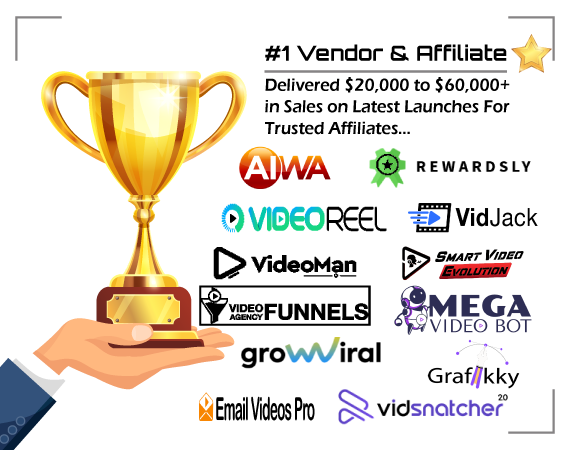 #1 Vendor & Affiliate
Delivered $20,000 to $60,000+
in Sales on Latest Launches For
Trusted Affiliates...
AIWA
REWARDSLY
VIDEOREEL
VidJack
VideoMan
SMART VIDEO
EVOLUTION
VIDEO
AGENCY FUNNELS
MEGA
VIDEO BOT
growviral
Grafikky
Email Videos Pro
vidsnatcher 2.0